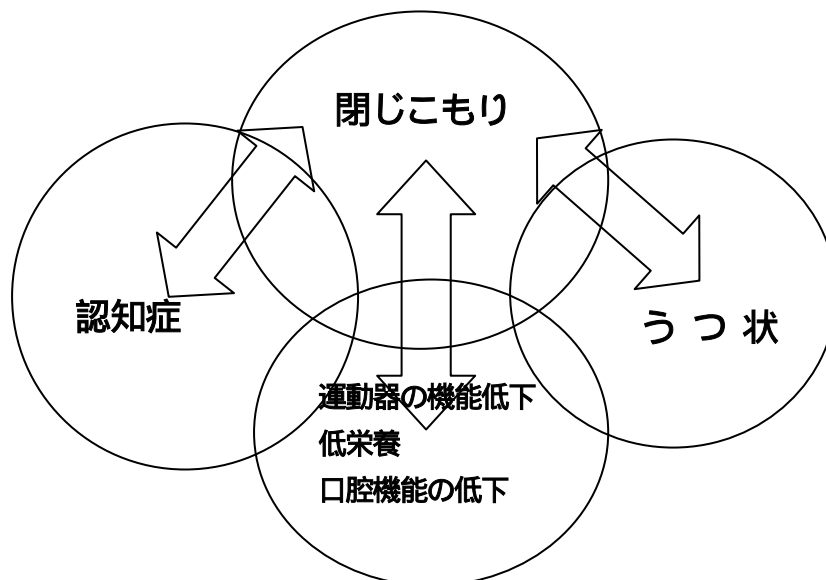 閉じこもり
認知症
うつ状
運動器の機能低下
低栄養
口腔機能の低下